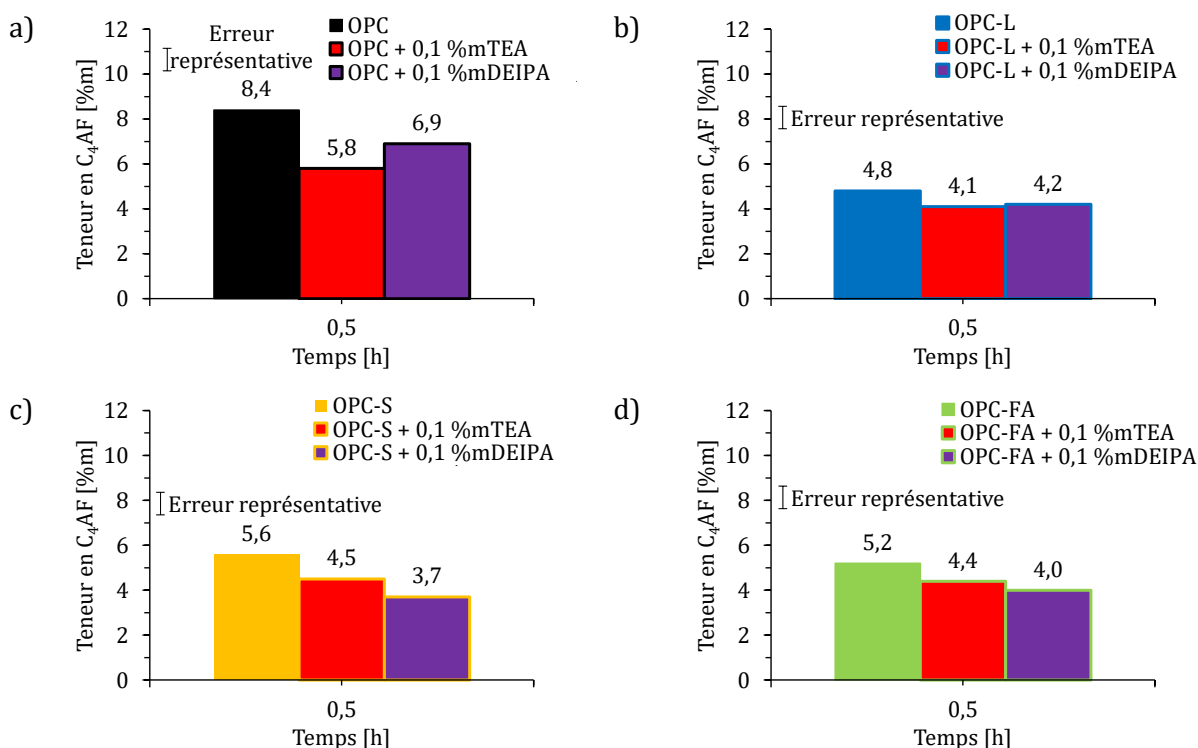 a)
OPC
OPC + 0,1 %mTEA
OPC + 0,1 %mDEIPA
Erreur
représentative
Teneur en C₄AF [%m]
12
10
8
6
4
2
0
8,4
5,8
6,9
0,5
Temps [h]
b)
OPC-L
OPC-L + 0,1 %mTEA
OPC-L + 0,1 %mDEIPA
Erreur représentative
Teneur en C₄AF [%m]
12
10
8
6
4
2
0
4,8
4,1
4,2
0,5
Temps [h]
c)
OPC-S
OPC-S + 0,1 %mTEA
OPC-S + 0,1 %mDEIPA
Erreur représentative
Teneur en C₄AF [%m]
12
10
8
6
4
2
0
5,6
4,5
3,7
0,5
Temps [h]
d)
OPC-FA
OPC-FA + 0,1 %mTEA
OPC-FA + 0,1 %mDEIPA
Erreur représentative
Teneur en C₄AF [%m]
12
10
8
6
4
2
0
5,2
4,4
4,0
0,5
Temps [h]